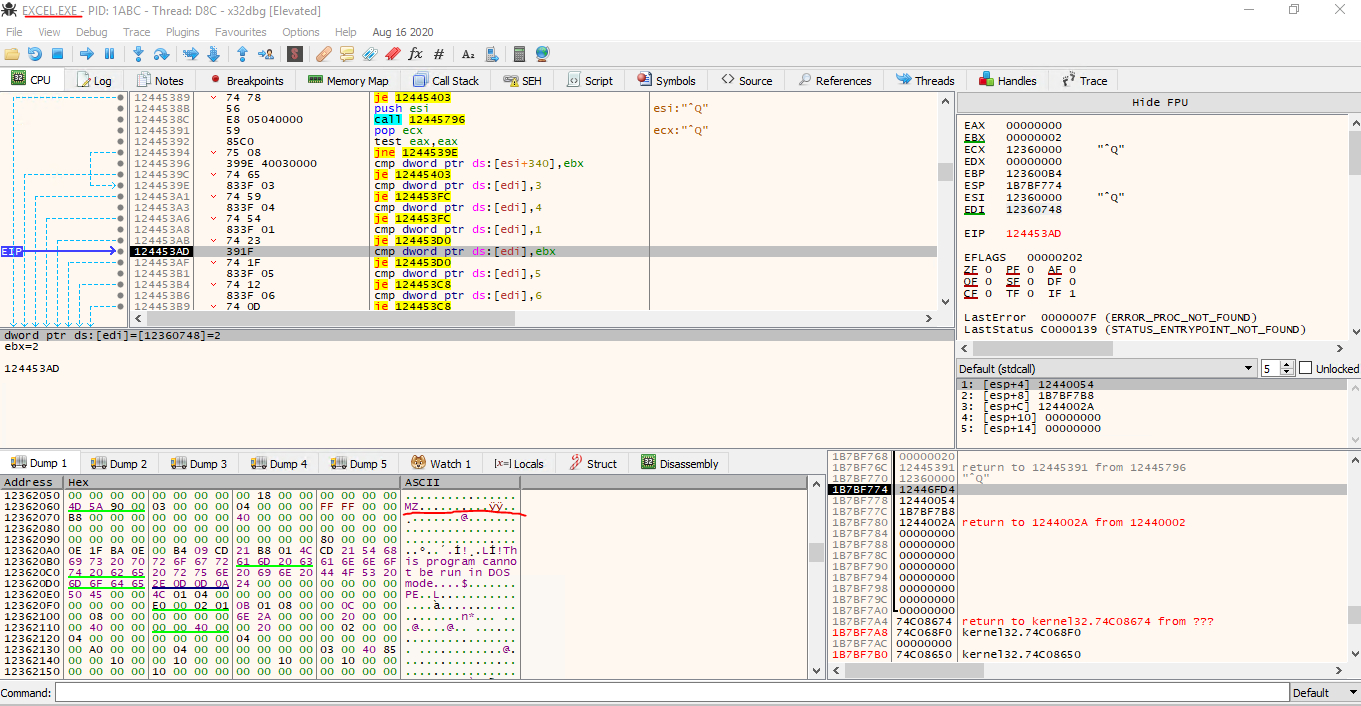 EXCEL.EXE - PID: 1ABC - Thread: D8C - x32dbg [Elevated]
File View Debug Trace Plugins Favourites Options Help Aug 16 2020
CPU Log Notes Breakpoints Memory Map Call Stack SEH Script Symbols Source References Threads Handles Trace
12445389 74 78 je 12445403
1244538B 56 push esi esi:"ˆQ"
1244538C E8 05040000 call 12445796
12445391 59 pop ecx ecx:"ˆQ"
12445392 85C0 test eax,eax
12445394 75 08 jne 1244539E
12445396 399E 40030000 cmp dword ptr ds:[esi+340],ebx
1244539C 74 65 je 12445403
1244539E 833F 03 cmp dword ptr ds:[edi],3
124453A1 74 59 je 124453FC
124453A3 833F 04 cmp dword ptr ds:[edi],4
124453A6 74 54 je 124453FC
124453A8 833F 01 cmp dword ptr ds:[edi],1
124453AB 74 23 je 124453D0
EIP 124453AD 391F cmp dword ptr ds:[edi],ebx
124453AF 74 1F je 124453D0
124453B1 833F 05 cmp dword ptr ds:[edi],5
124453B4 74 12 je 124453C8
124453B6 833F 06 cmp dword ptr ds:[edi],6
124453B9 74 0D je 124453C8
dword ptr ds:[edi]=[12360748]=2
ebx=2
124453AD
Hide FPU
EAX 00000000
EBX 00000002
ECX 12360000 "ˆQ"
EDX 00000000
EBP 123600B4
ESP 1B7BF774
ESI 12360000 "ˆQ"
EDI 12360748
EIP 124453AD
EFLAGS 00000202
ZF 0 PF 0 AF 0
OF 0 SF 0 DF 0
CF 0 TF 0 IF 1
LastError 0000007F (ERROR_PROC_NOT_FOUND)
LastStatus C0000139 (STATUS_ENTRYPOINT_NOT_FOUND)
Default (stdcall) 5 Unlocked
1: [esp+4] 12440054
2: [esp+8] 1B7BF7B8
3: [esp+C] 1244002A
4: [esp+10] 00000000
5: [esp+14] 00000000
Dump 1 Dump 2 Dump 3 Dump 4 Dump 5 Watch 1 [x=] Locals Struct Disassembly
Address Hex ASCII
12362050 00 00 00 00 00 00 00 00 00 18 00 00 00 00 00 00 ................
12362060 4D 5A 90 00 03 00 00 00 04 00 00 00 FF FF 00 00 MZ..........ÿÿ..
12362070 B8 00 00 00 00 00 00 00 40 00 00 00 00 00 00 00 ¸.......@.......
12362080 00 00 00 00 00 00 00 00 00 00 00 00 00 00 00 00 ................
12362090 00 00 00 00 00 00 00 00 00 00 00 00 80 00 00 00 ................
123620A0 0E 1F BA 0E 00 B4 09 CD 21 B8 01 4C CD 21 54 68 ..º..´.Í!¸.LÍ!Th
123620B0 69 73 20 70 72 6F 67 72 61 6D 20 63 61 6E 6E 6F is program canno
123620C0 74 20 62 65 20 72 75 6E 20 69 6E 20 44 4F 53 20 t be run in DOS
123620D0 6D 6F 64 65 2E 0D 0D 0A 24 00 00 00 00 00 00 00 mode....$.......
123620E0 50 45 00 00 4C 01 04 00 00 00 00 00 00 00 00 00 PE..L...........
123620F0 00 00 00 00 E0 00 02 01 0B 01 08 00 00 0C 00 00 ....à...........
12362100 00 08 00 00 00 00 00 00 6E 2A 00 00 00 20 00 00 ........n*... ..
12362110 00 40 00 00 00 00 40 00 00 20 00 00 00 02 00 00 .@....@.. ......
12362120 04 00 00 00 00 00 00 00 04 00 00 00 00 00 00 00 ................
12362130 00 A0 00 00 00 04 00 00 00 00 00 00 03 00 40 85 ..............@.
12362140 00 00 10 00 00 10 00 00 00 00 10 00 00 10 00 00 ................
12362150 00 00 00 00 10 00 00 00 00 00 00 00 00 00 00 00
1B7BF768 00000020
1B7BF76C 12445391 return to 12445391 from 12445796
1B7BF770 12360000 "ˆQ"
1B7BF774 12446FD4
1B7BF778 12440054
1B7BF77C 1B7BF7B8
1B7BF780 1244002A return to 1244002A from 12440002
1B7BF784 00000000
1B7BF788 00000000
1B7BF78C 00000000
1B7BF790 00000000
1B7BF794 00000000
1B7BF798 00000000
1B7BF79C 00000000
1B7BF7A0 00000000
1B7BF7A4 74C08674 return to kernel32.74C08674 from ???
1B7BF7A8 74C068F0 kernel32.74C068F0
1B7BF7AC 00000000
1B7BF7B0 74C08650 kernel32.74C08650
Command: Default